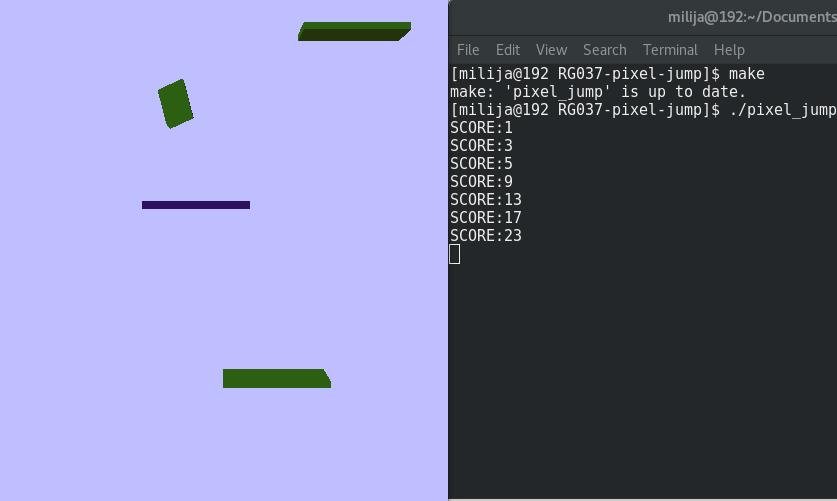 milija@192:~/Documents
File Edit View Search Terminal Help
[milija@192 RG037-pixel-jump]$ make
make: 'pixel_jump' is up to date.
[milija@192 RG037-pixel-jump]$ ./pixel_jump
SCORE:1
SCORE:3
SCORE:5
SCORE:9
SCORE:13
SCORE:17
SCORE:23